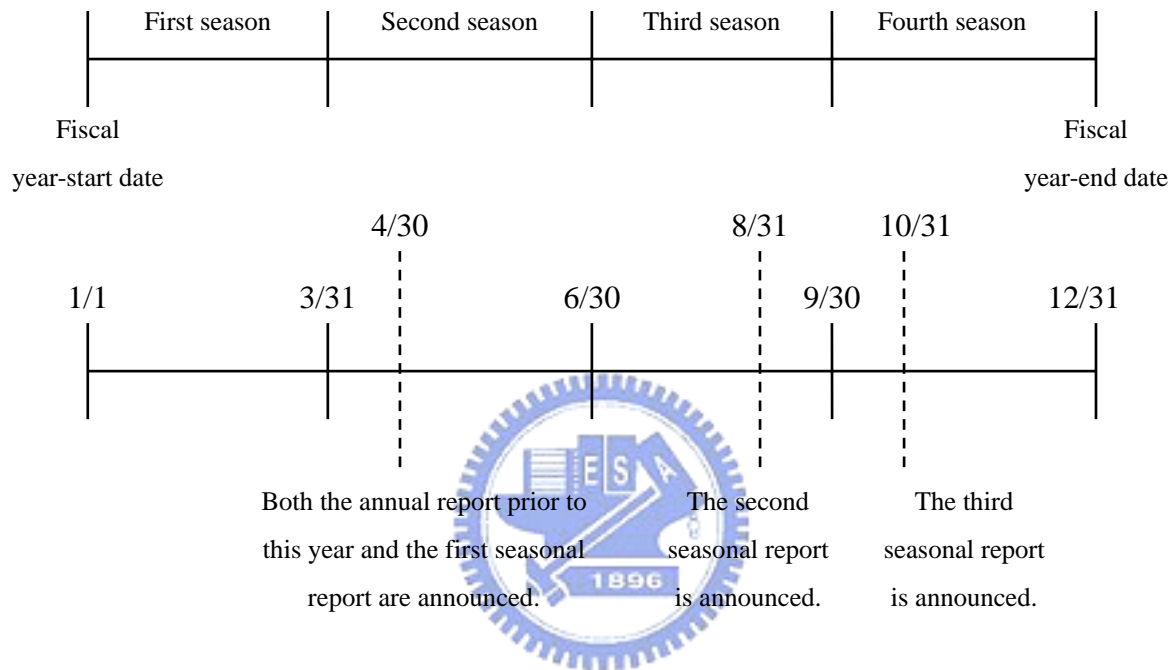 First season Second season Third season Fourth season
Fiscal
year-start date
Fiscal
year-end date
4/30 8/31 10/31
1/1 3/31 6/30 9/30 12/31
E S A
1896
Both the annual report prior to
this year and the first seasonal
report are announced.
The second
seasonal report
is announced.
The third
seasonal report
is announced.